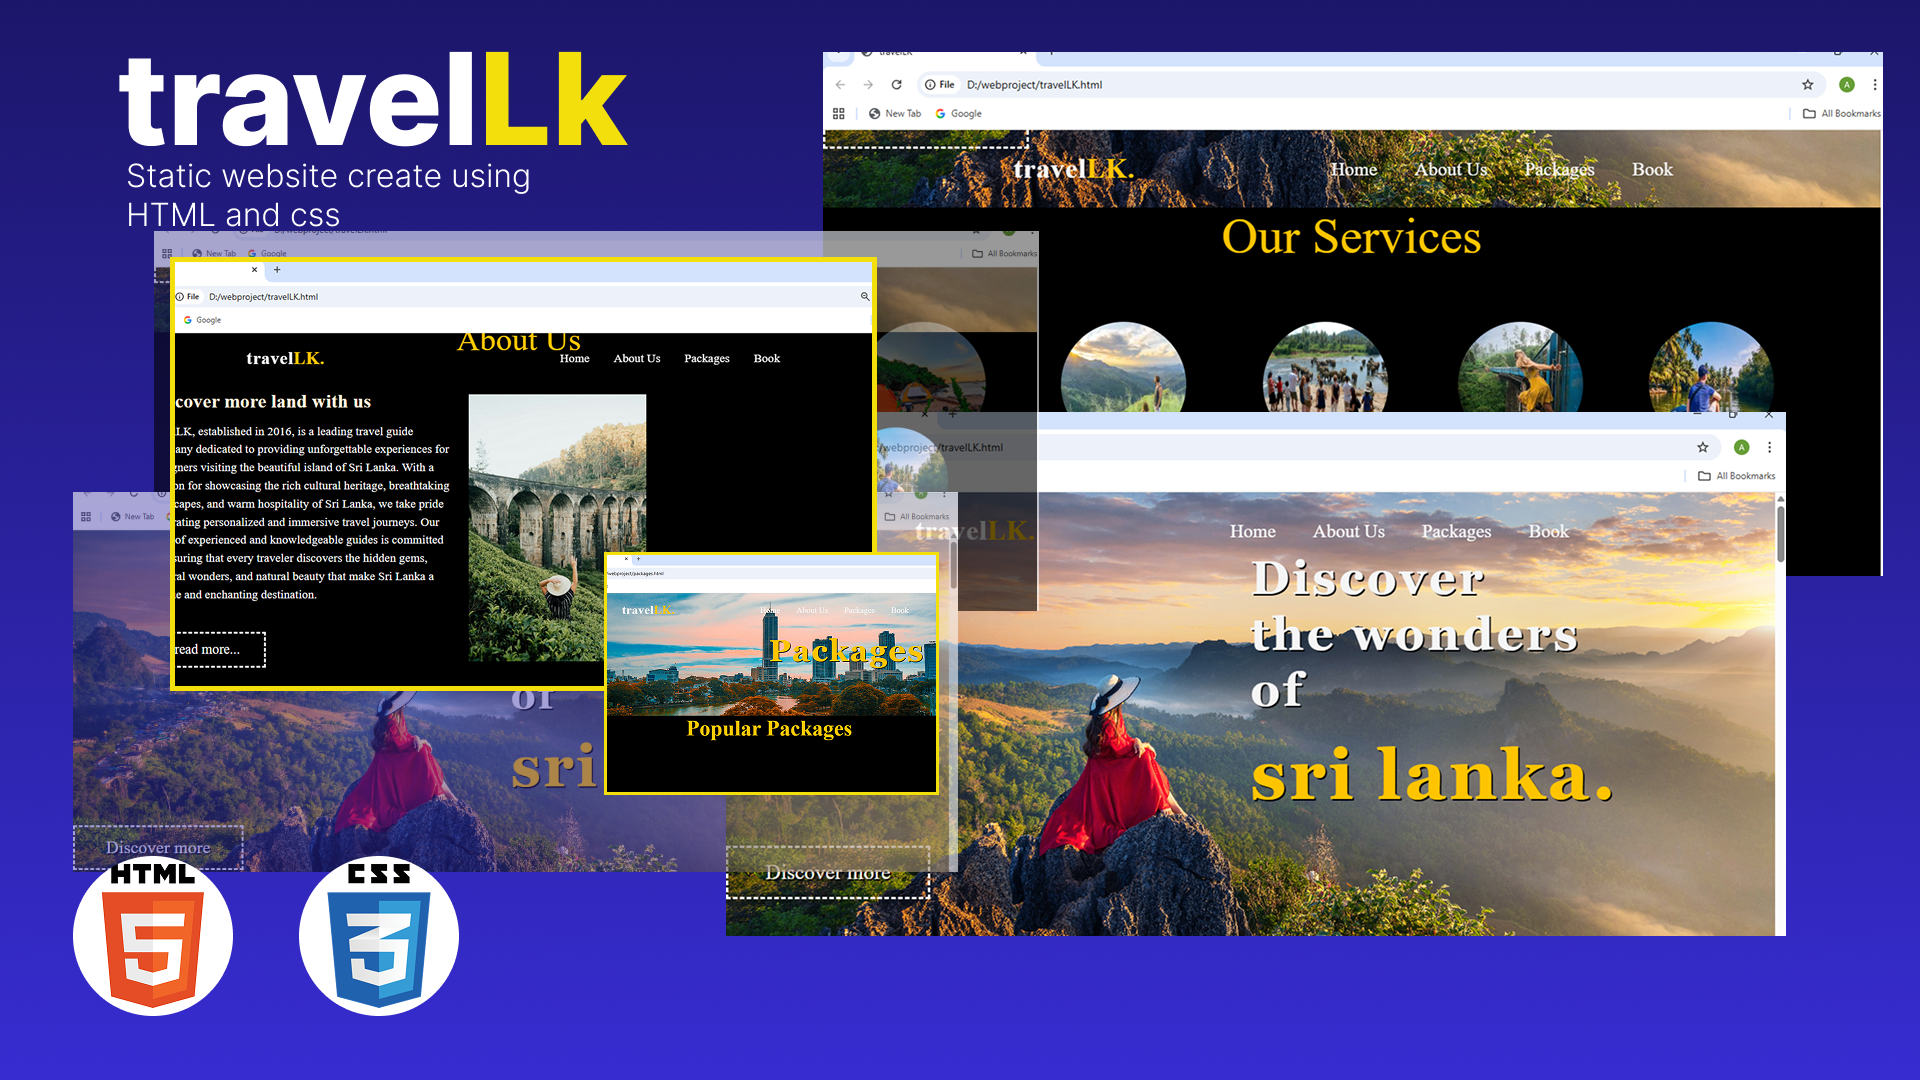 travelLk
Static website create using
HTML and css
travelLK
File D:/webproject/travelLK.html
New Tab Google All Bookmarks
travelLK. Home About Us Packages Book
Our Services
New Tab Google All Bookmarks
File D:/webproject/travelLK.html
Google
About Us
travelLK. Home About Us Packages Book
cover more land with us
LK, established in 2016, is a leading travel guide
any dedicated to providing unforgettable experiences for
gners visiting the beautiful island of Sri Lanka. With a
on for showcasing the rich cultural heritage, breathtaking
capes, and warm hospitality of Sri Lanka, we take pride
rating personalized and immersive travel journeys. Our
of experienced and knowledgeable guides is committed
suring that every traveler discovers the hidden gems,
ral wonders, and natural beauty that make Sri Lanka a
e and enchanting destination.
read more...
/webproject/travelLK.html
All Bookmarks
travelLK.
Home About Us Packages Book
Discover
the wonders
of
sri lanka.
Discover more
New Tab All Bookmarks
of
sri
Discover more
webproject/packages.html
travelLK Home About Us Packages Book
Packages
Popular Packages
HTML
5
CSS
3